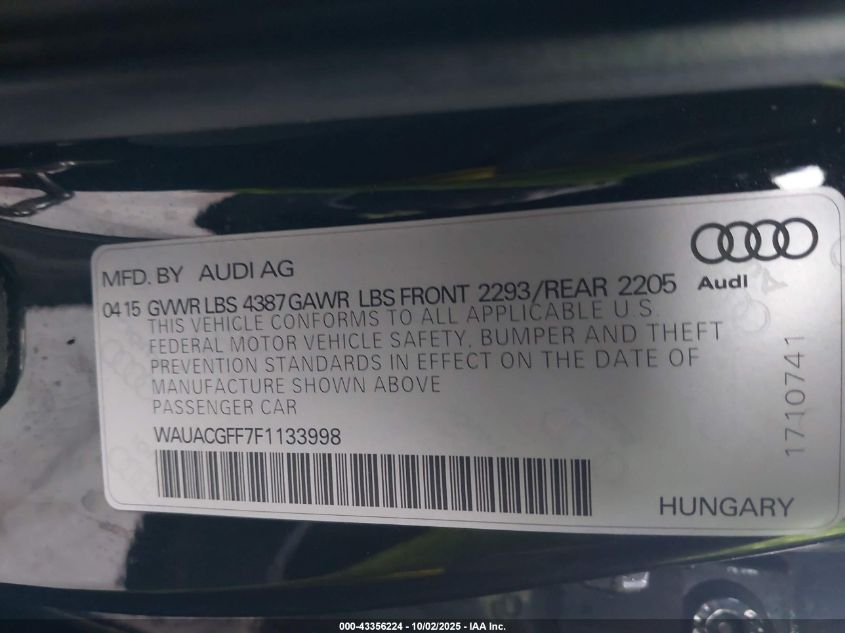 MFD. BY AUDI AG
Audi
04 15 GVWR LBS 4387 GAWR LBS FRONT 2293/REAR 2205
THIS VEHICLE CONFORMS TO ALL APPLICABLE U.S.
FEDERAL MOTOR VEHICLE SAFETY, BUMPER AND THEFT
PREVENTION STANDARDS IN EFFECT ON THE DATE OF
MANUFACTURE SHOWN ABOVE
PASSENGER CAR
WAUACGFF7F1133998
1710741
HUNGARY
000-43356224 - 10/02/2025 - IAA Inc.